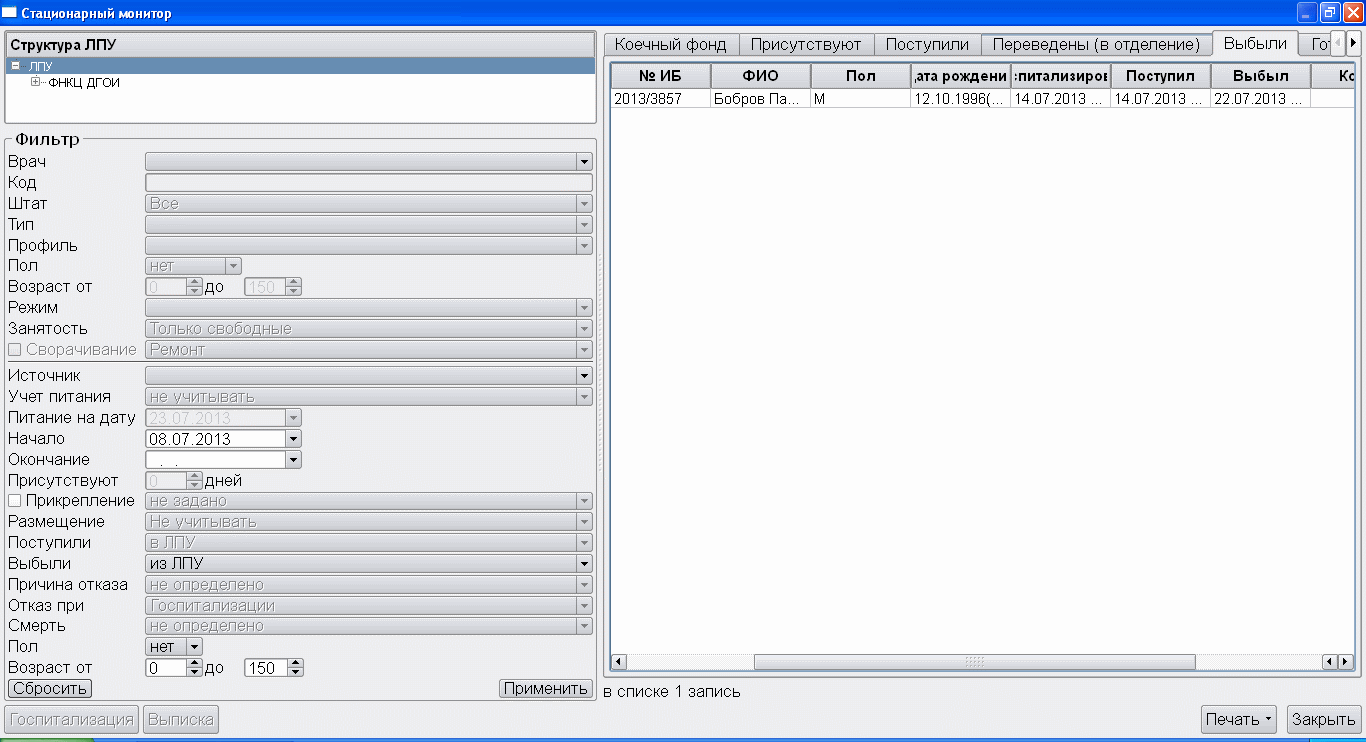 Стационарный монитор
Структура ЛПУ
ЛПУ
ФНКЦ ДГОИ
Фильтр
Врач
Код
Штат Все
Тип
Профиль
Пол нет
Возраст от 0 до 150
Режим
Занятость Только свободные
Сворачивание Ремонт
Источник
Учет питания не учитывать
Питание на дату 23.07.2013
Начало 08.07.2013
Окончание . .
Присутствуют 0 дней
Прикрепление не задано
Размещение Не учитывать
Поступили в ЛПУ
Выбыли из ЛПУ
Причина отказа не определено
Отказ при Госпитализации
Смерть не определено
Пол нет
Возраст от 0 до 150
Сбросить Применить
Госпитализация Выписка
Коечный фонд Присутствуют Поступили Переведены (в отделение) Выбыли Гот
№ ИБ ФИО Пол дата рождени спитализиров Поступил Выбыл Ко
2013/3857 Бобров Па... М 12.10.1996(... 14.07.2013 ... 14.07.2013 ... 22.07.2013 ...
в списке 1 запись
Печать Закрыть